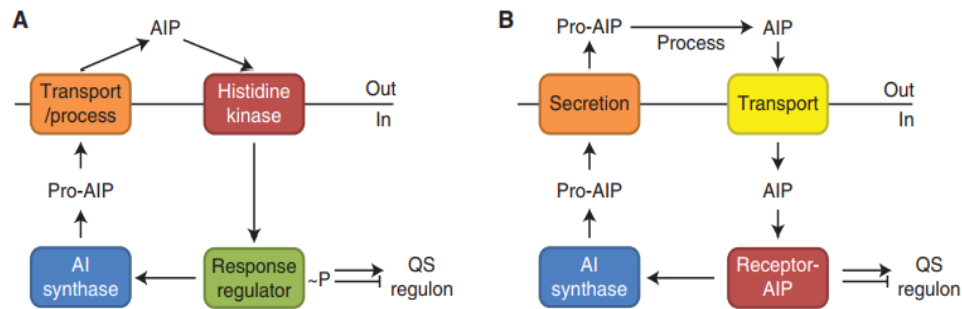 A
AIP
Transport
/process
Histidine
kinase
Out
In
Pro-AIP
AI
synthase
Response
regulator
~P
QS
regulon
B
Pro-AIP
Process
AIP
Secretion
Transport
Out
In
Pro-AIP
AIP
AI
synthase
Receptor-
AIP
QS
regulon